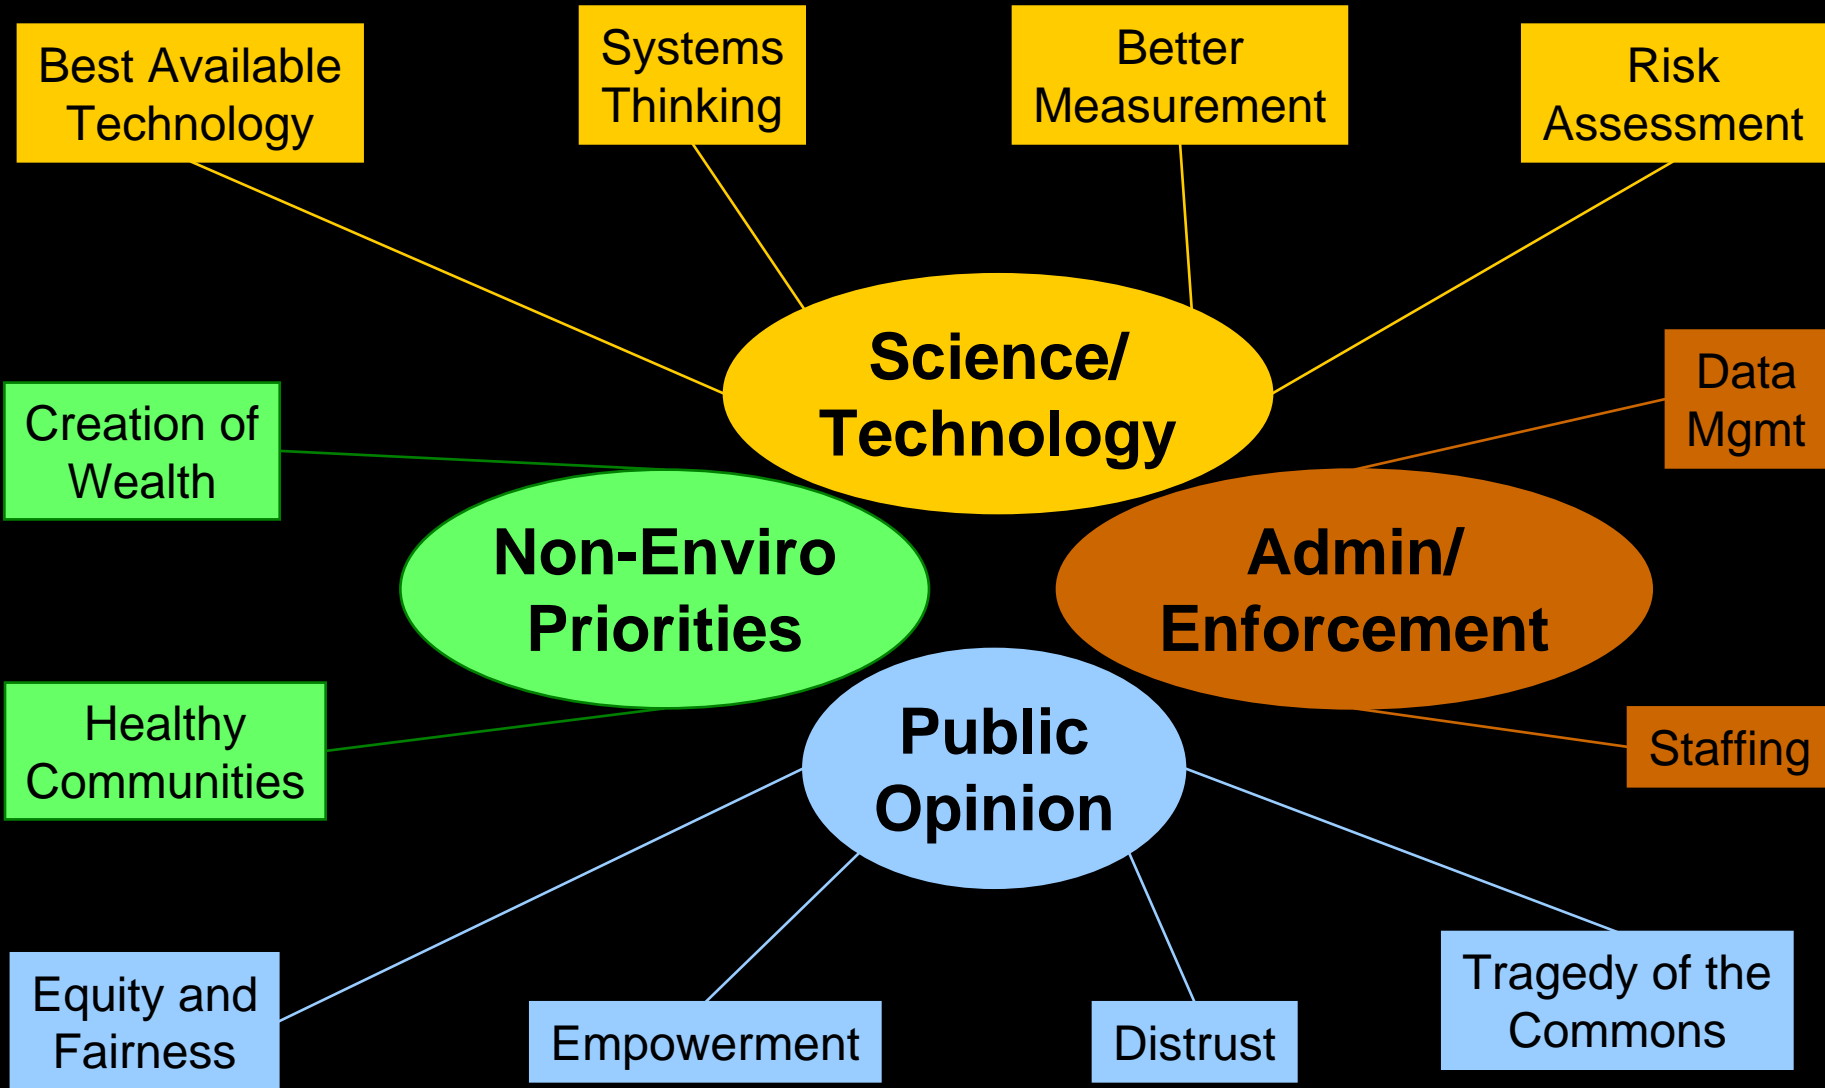 Best Available
Technology
Systems
Thinking
Better
Measurement
Risk
Assessment
Science/
Technology
Data
Mgmt
Creation of
Wealth
Non-Enviro
Priorities
Admin/
Enforcement
Healthy
Communities
Public
Opinion
Staffing
Equity and
Fairness
Empowerment
Distrust
Tragedy of the
Commons